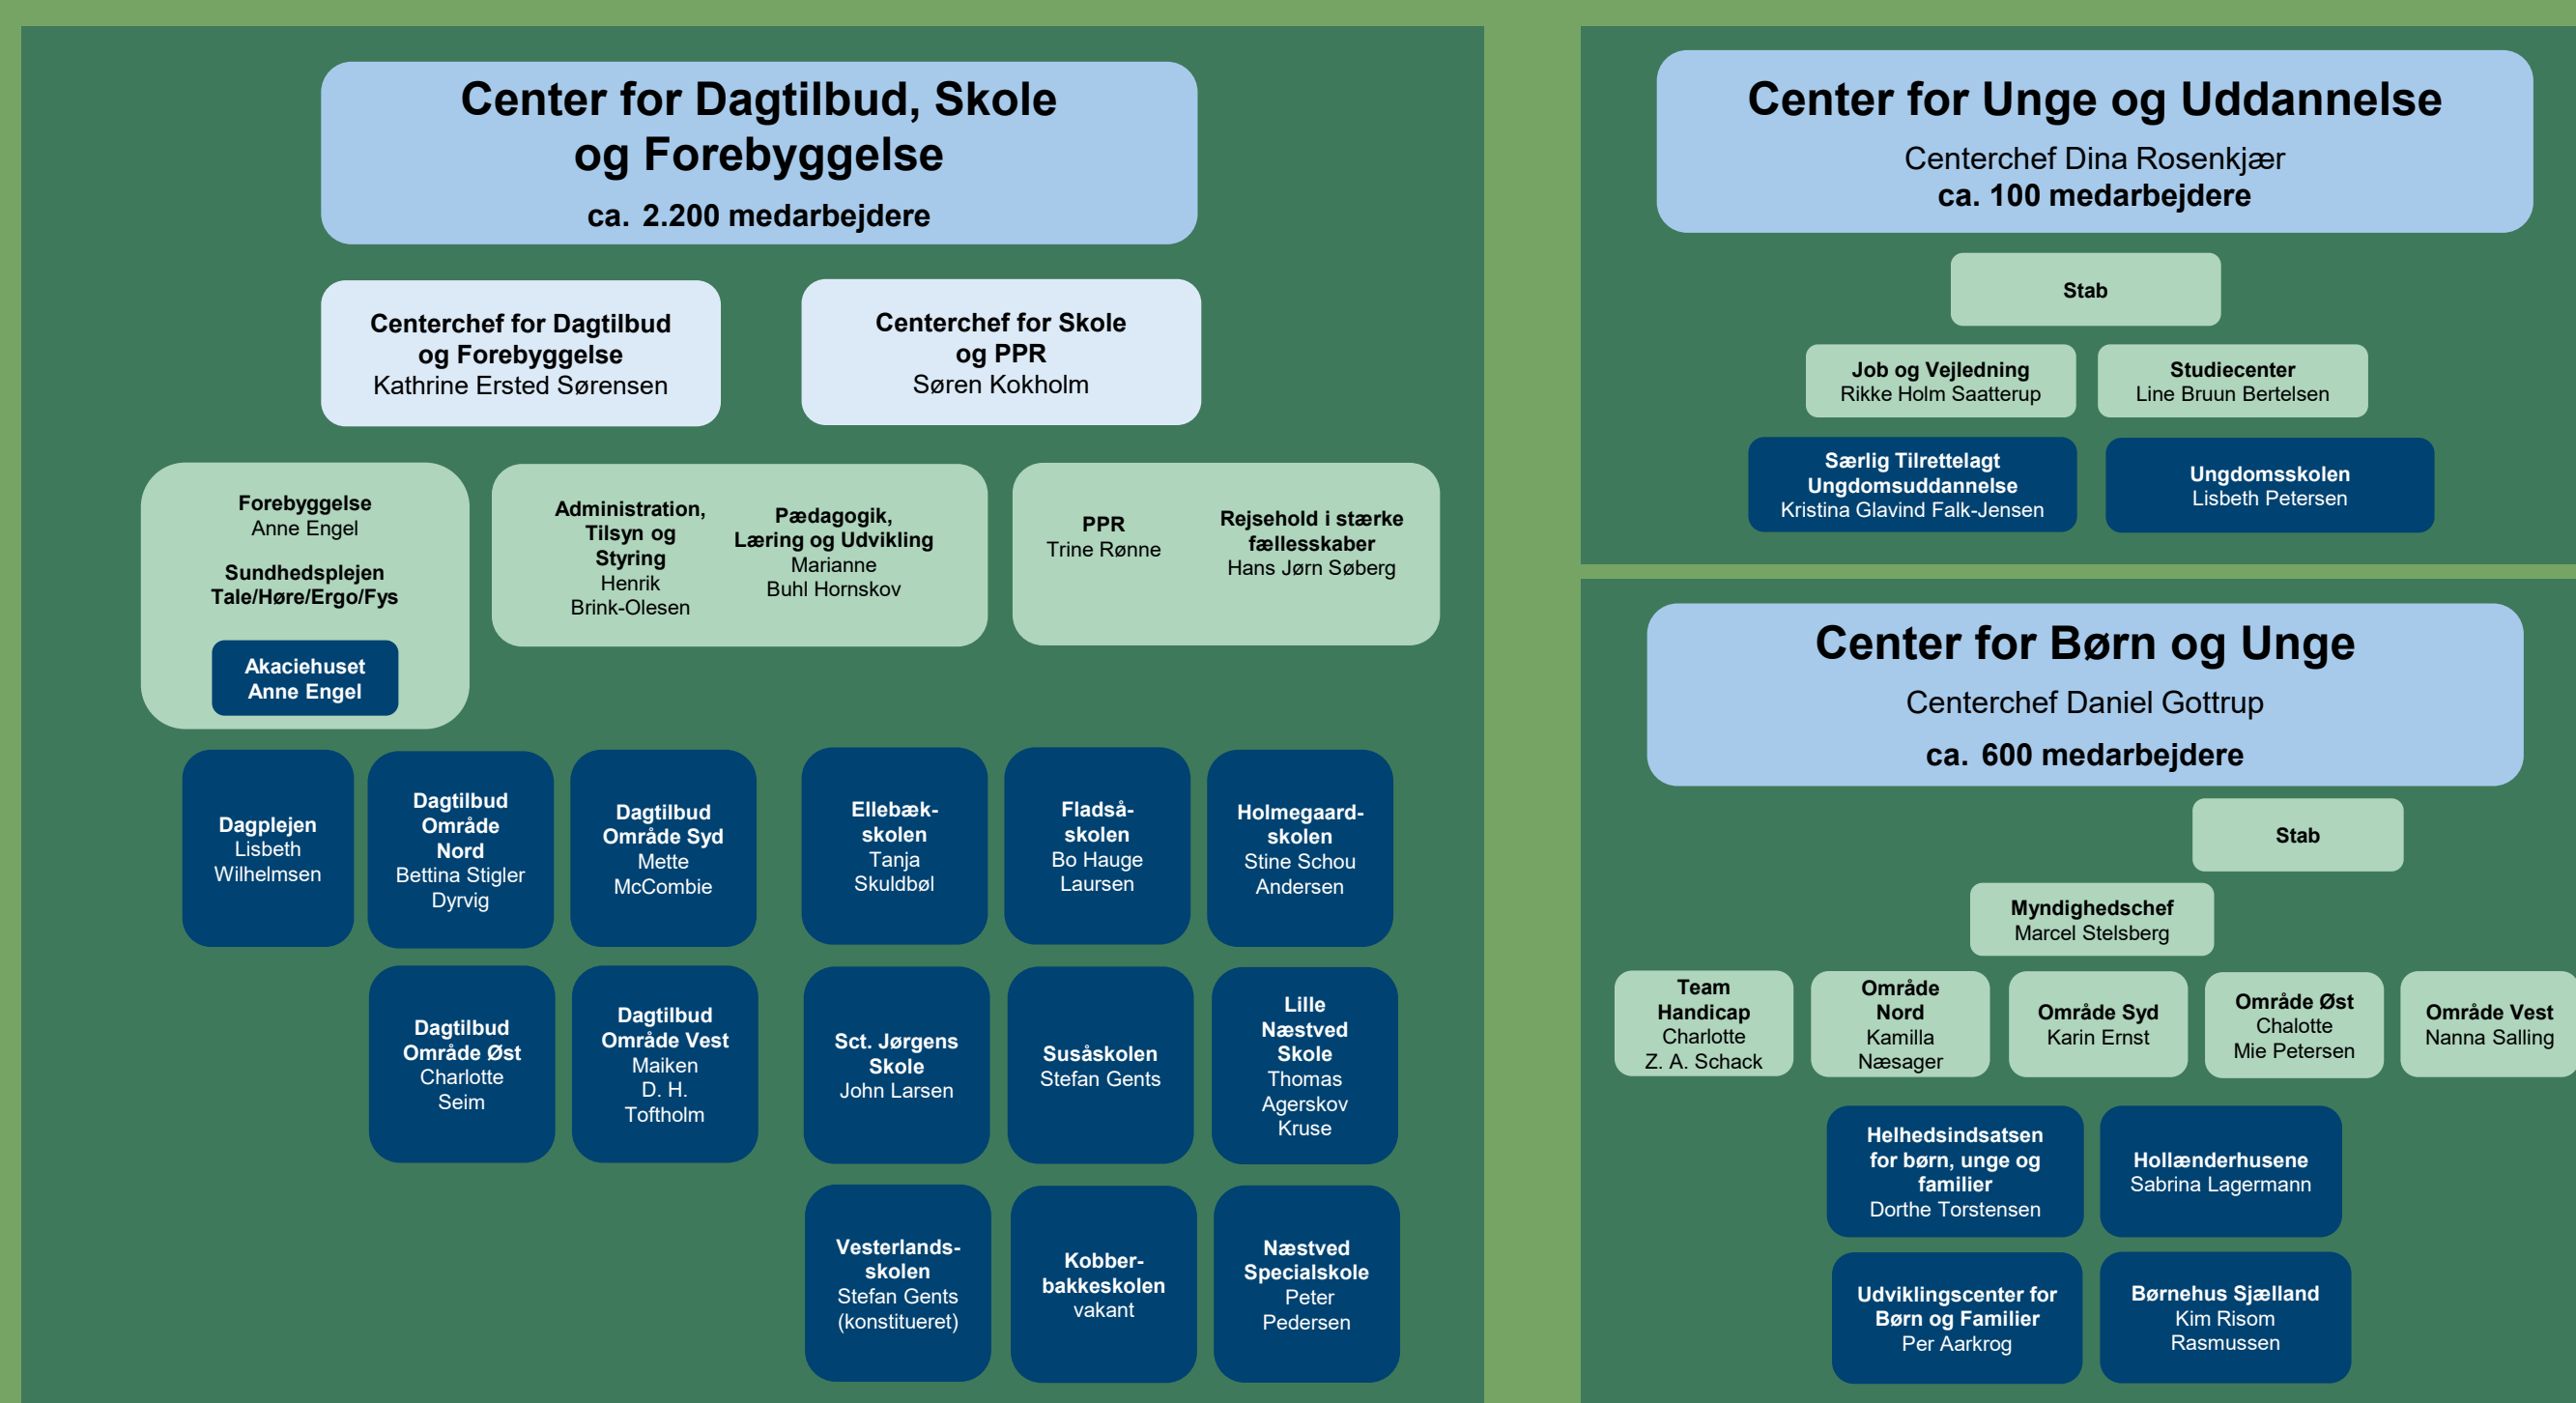 Center for Dagtilbud, Skole
og Forebyggelse
ca. 2.200 medarbejdere
Centerchef for Dagtilbud
og Forebyggelse
Kathrine Ersted Sørensen
Centerchef for Skole
og PPR
Søren Kokholm
Forebyggelse
Anne Engel
Sundhedsplejen
Tale/Høre/Ergo/Fys
Akaciehuset
Anne Engel
Administration,
Tilsyn og
Styring
Henrik
Brink-Olesen
Pædagogik,
Læring og Udvikling
Marianne
Buhl Hornskov
PPR
Trine Rønne
Rejsehold i stærke
fællesskaber
Hans Jørn Søberg
Dagplejen
Lisbeth
Wilhelmsen
Dagtilbud
Område
Nord
Bettina Stigler
Dyrvig
Dagtilbud
Område Syd
Mette
McCombie
Ellebæk-
skolen
Tanja
Skuldbøl
Fladså-
skolen
Bo Hauge
Laursen
Holmegaard-
skolen
Stine Schou
Andersen
Dagtilbud
Område Øst
Charlotte
Seim
Dagtilbud
Område Vest
Maiken
D. H.
Toftholm
Sct. Jørgens
Skole
John Larsen
Susåskolen
Stefan Gents
Lille
Næstved
Skole
Thomas
Agerskov
Kruse
Vesterlands-
skolen
Stefan Gents
(konstitueret)
Kobber-
bakkeskolen
vakant
Næstved
Specialskole
Peter
Pedersen
Center for Unge og Uddannelse
Centerchef Dina Rosenkjær
ca. 100 medarbejdere
Stab
Job og Vejledning
Rikke Holm Saatterup
Studiecenter
Line Bruun Bertelsen
Særlig Tilrettelagt
Ungdomsuddannelse
Kristina Glavind Falk-Jensen
Ungdomsskolen
Lisbeth Petersen
Center for Børn og Unge
Centerchef Daniel Gottrup
ca. 600 medarbejdere
Stab
Myndighedschef
Marcel Stelsberg
Team
Handicap
Charlotte
Z. A. Schack
Område
Nord
Kamilla
Næsager
Område Syd
Karin Ernst
Område Øst
Chalotte
Mie Petersen
Område Vest
Nanna Salling
Helhedsindsatsen
for børn, unge og
familier
Dorthe Torstensen
Hollænderhusene
Sabrina Lagermann
Udviklingscenter for
Børn og Familier
Per Aarkrog
Børnehus Sjælland
Kim Risom
Rasmussen